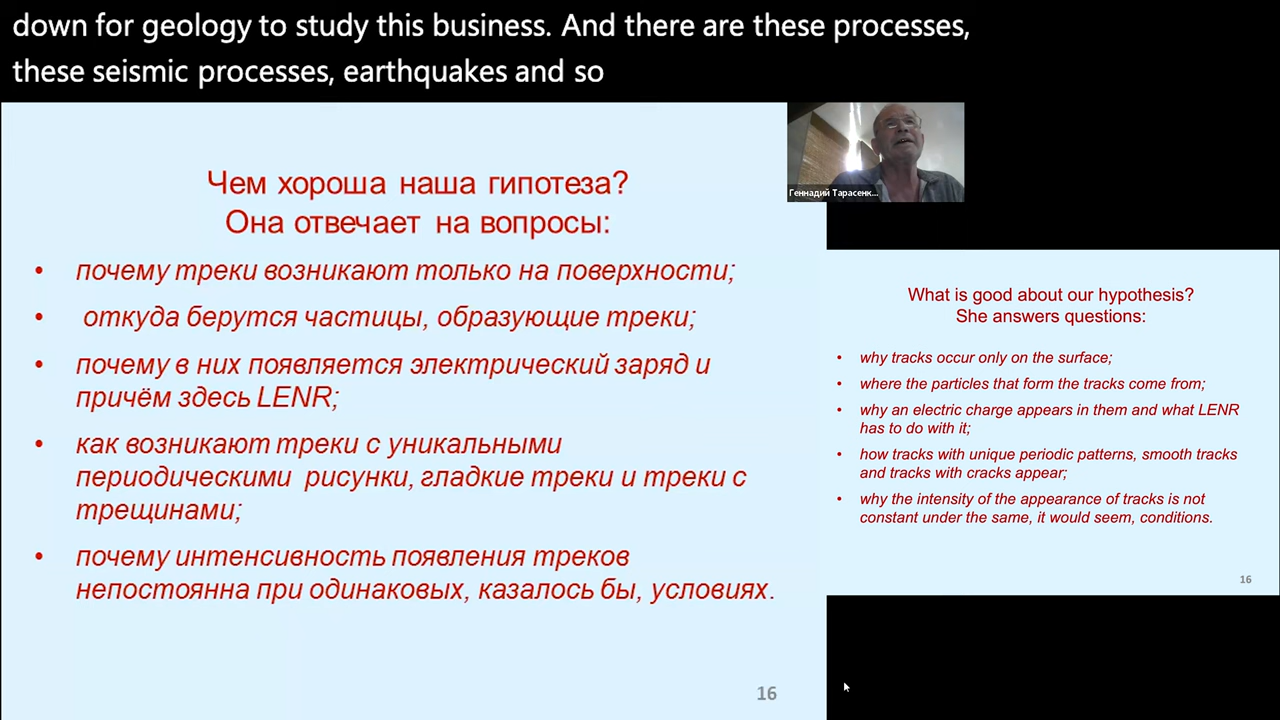 down for geology to study this business. And there are these processes,
these seismic processes, earthquakes and so
Чем хороша наша гипотеза?
Она отвечает на вопросы:
• почему треки возникают только на поверхности;
• откуда берутся частицы, образующие треки;
• почему в них появляется электрический заряд и
причём здесь LENR;
• как возникают треки с уникальными
периодическими рисунки, гладкие треки и треки с
трещинами;
• почему интенсивность появления треков
непостоянна при одинаковых, казалось бы, условиях.
16
Геннадий Тарасенк...
What is good about our hypothesis?
She answers questions:
• why tracks occur only on the surface;
• where the particles that form the tracks come from;
• why an electric charge appears in them and what LENR
has to do with it;
• how tracks with unique periodic patterns, smooth tracks
and tracks with cracks appear;
• why the intensity of the appearance of tracks is not
constant under the same, it would seem, conditions.
16